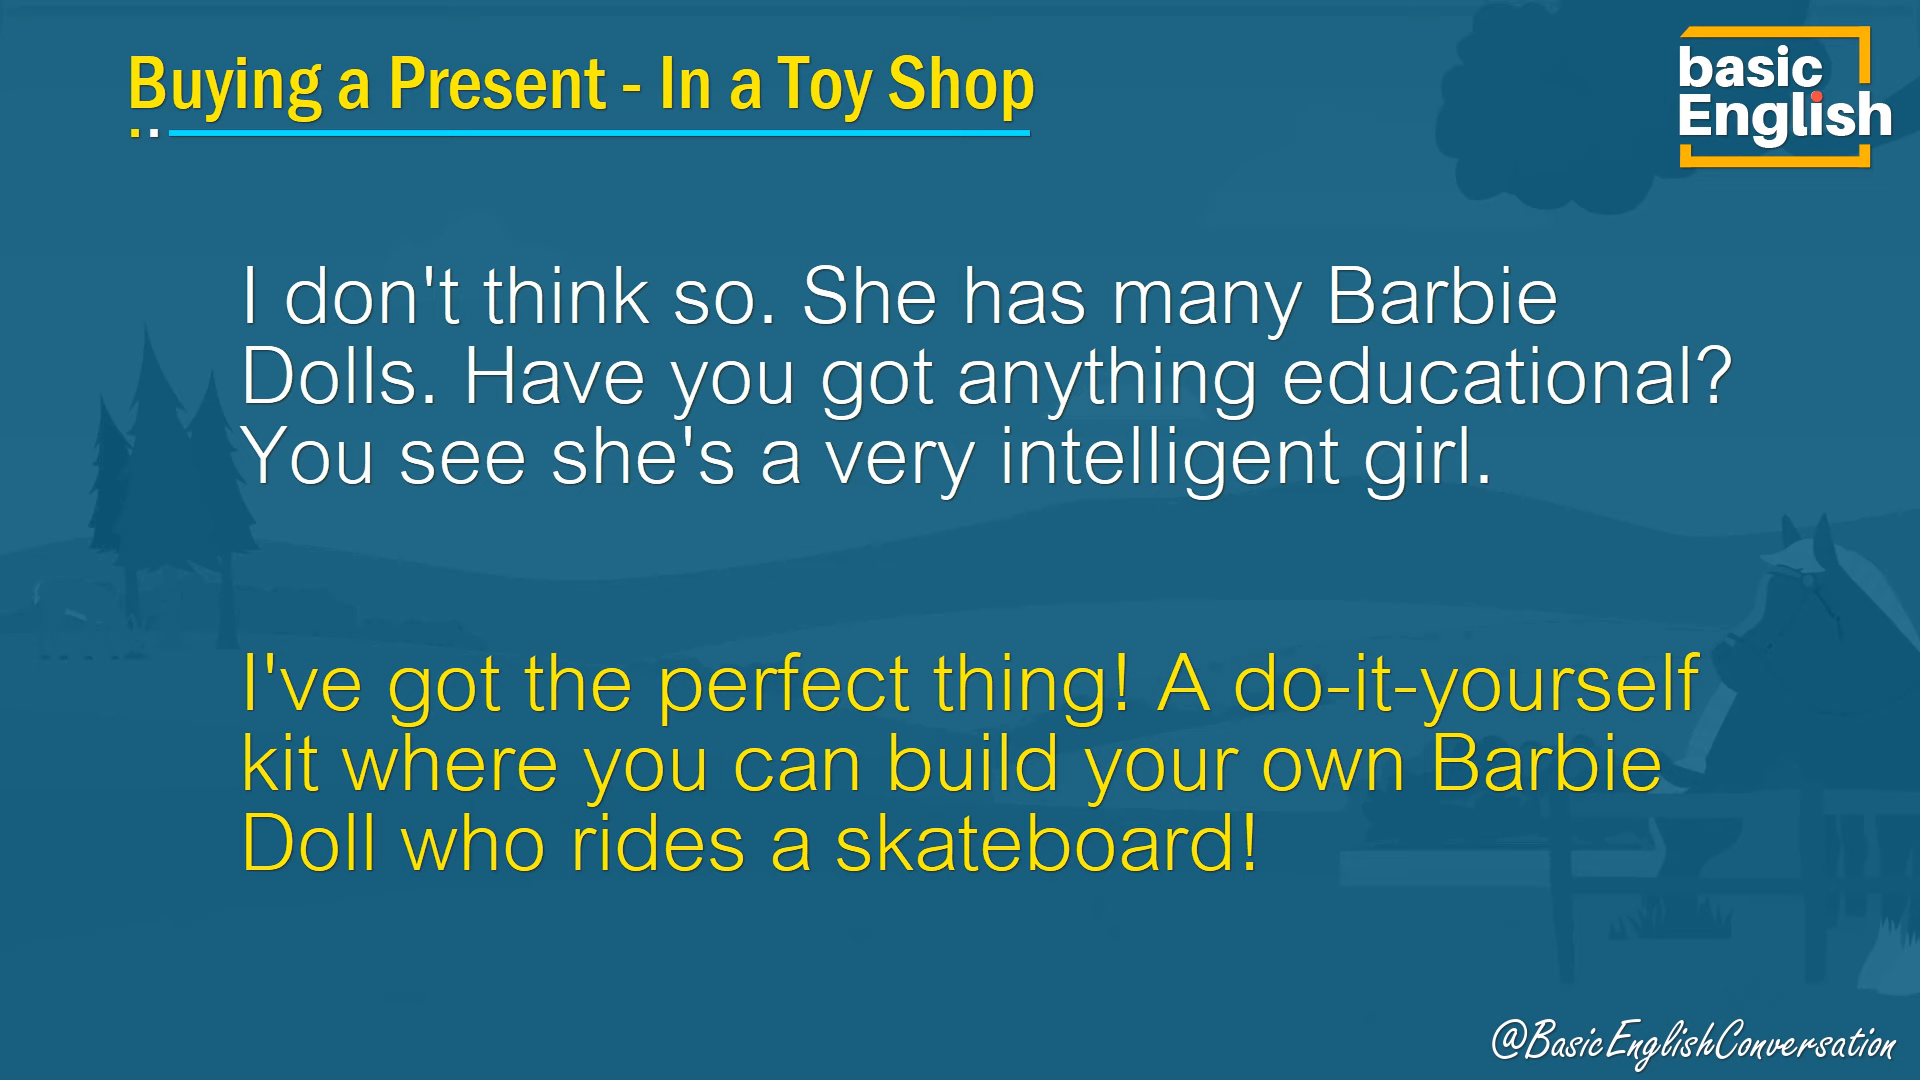 Buying a Present - In a Toy Shop
basic
English
I don't think so. She has many Barbie
Dolls. Have you got anything educational?
You see she's a very intelligent girl.
I've got the perfect thing! A do-it-yourself
kit where you can build your own Barbie
Doll who rides a skateboard!
@BasicEnglishConversation